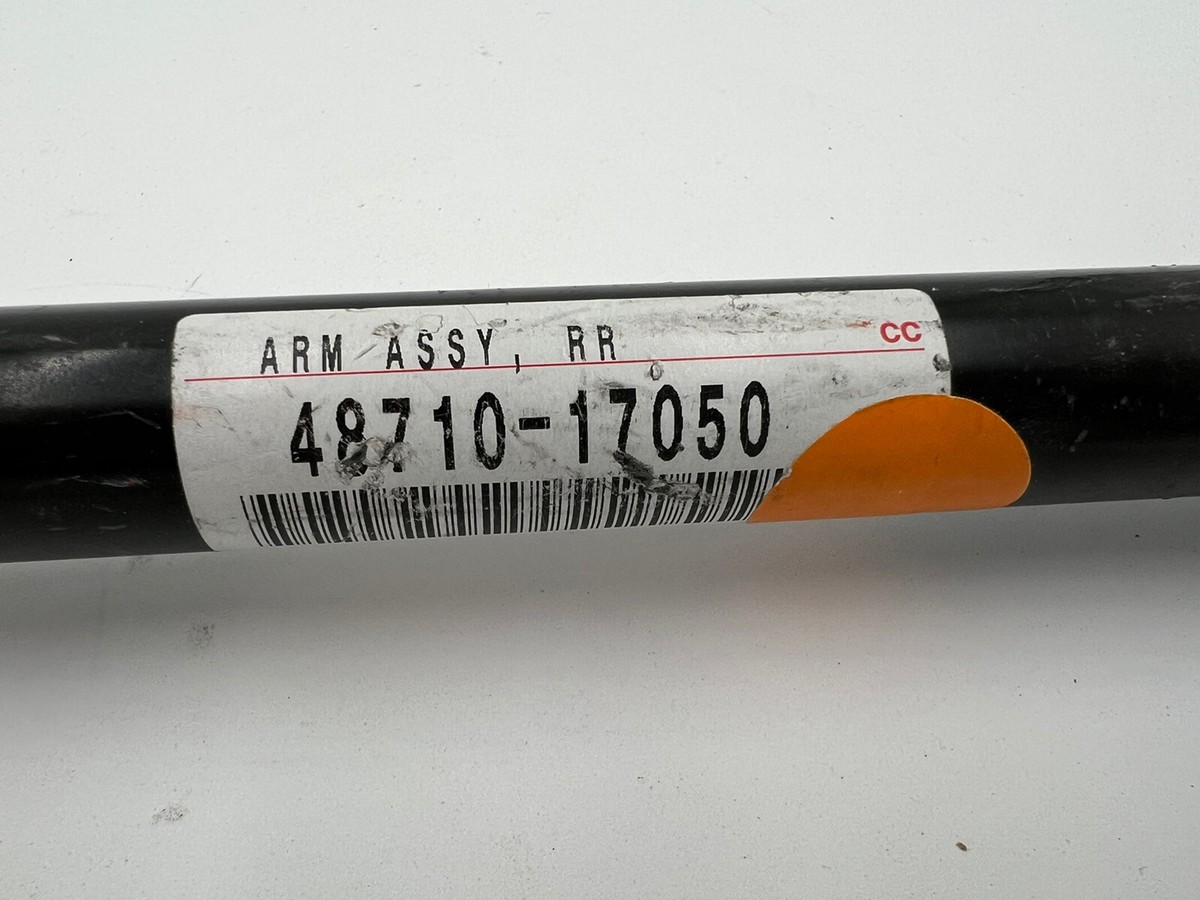 ARM ASSY, RR
CC
48710-17050